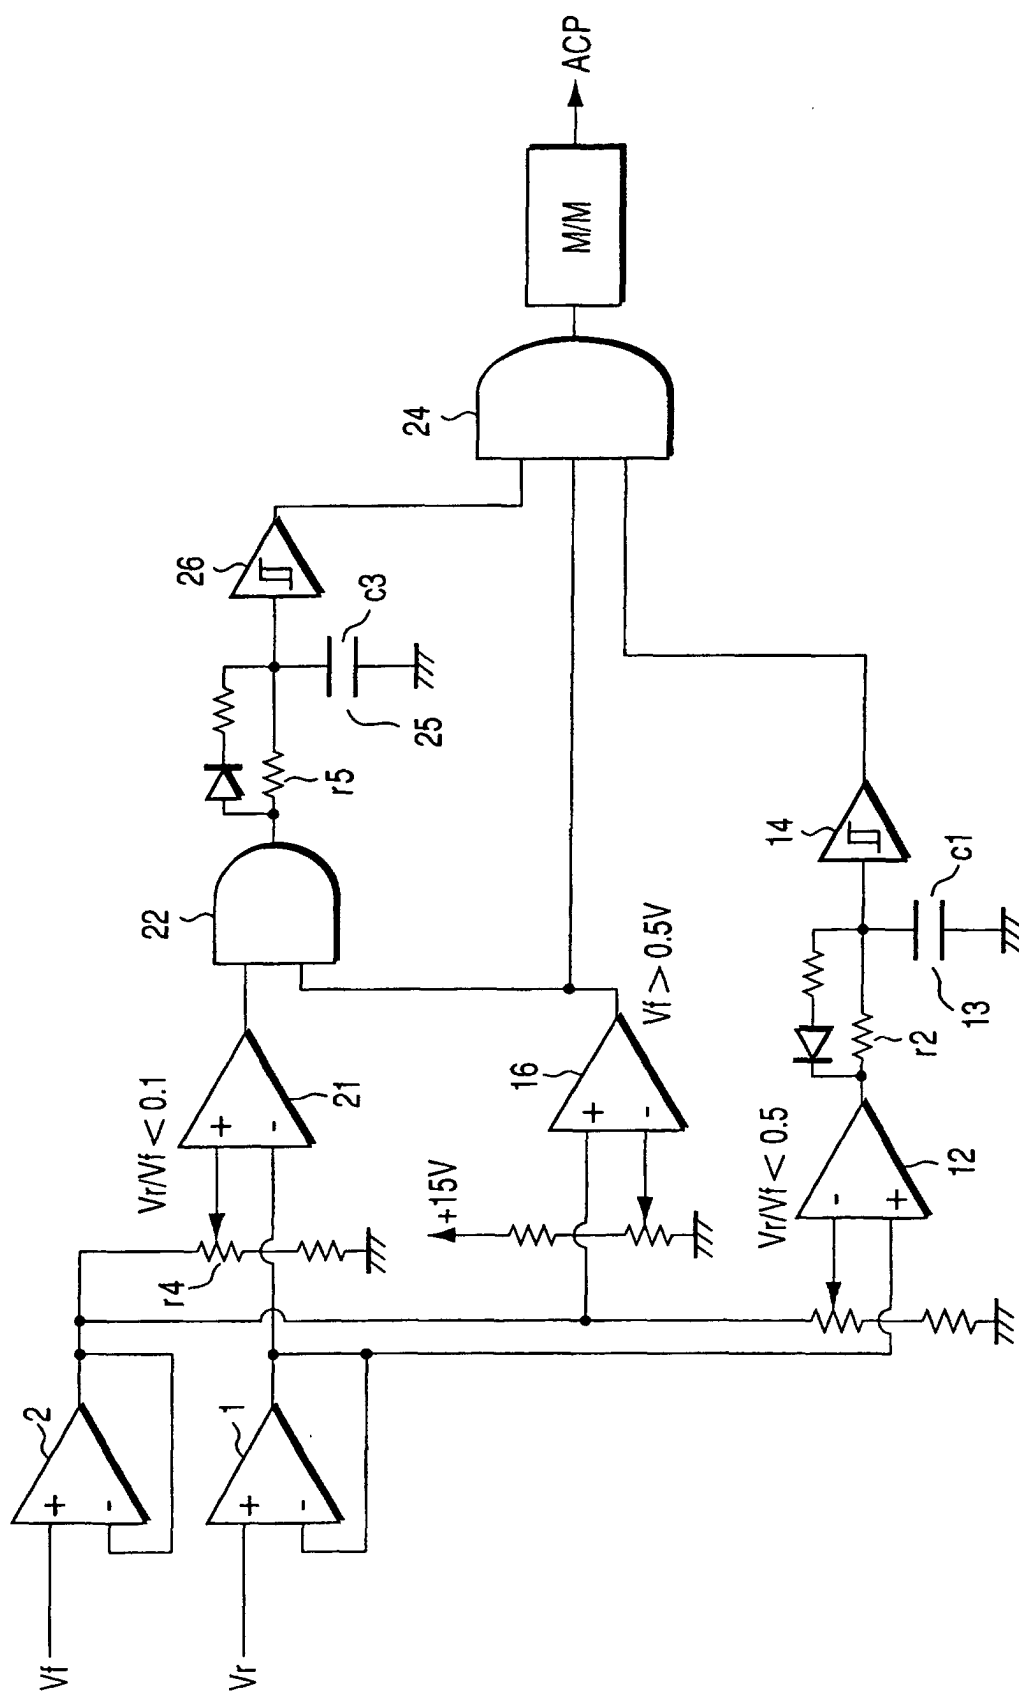 Vf
+
-
2
Vr
+
-
1
r4
Vr/Vf < 0.1
+
-
21
22
r5
25
c3
26
+15V
+
-
16
Vf > 0.5V
Vr/Vf < 0.5
-
+
12
r2
13
c1
14
24
M/M
ACP